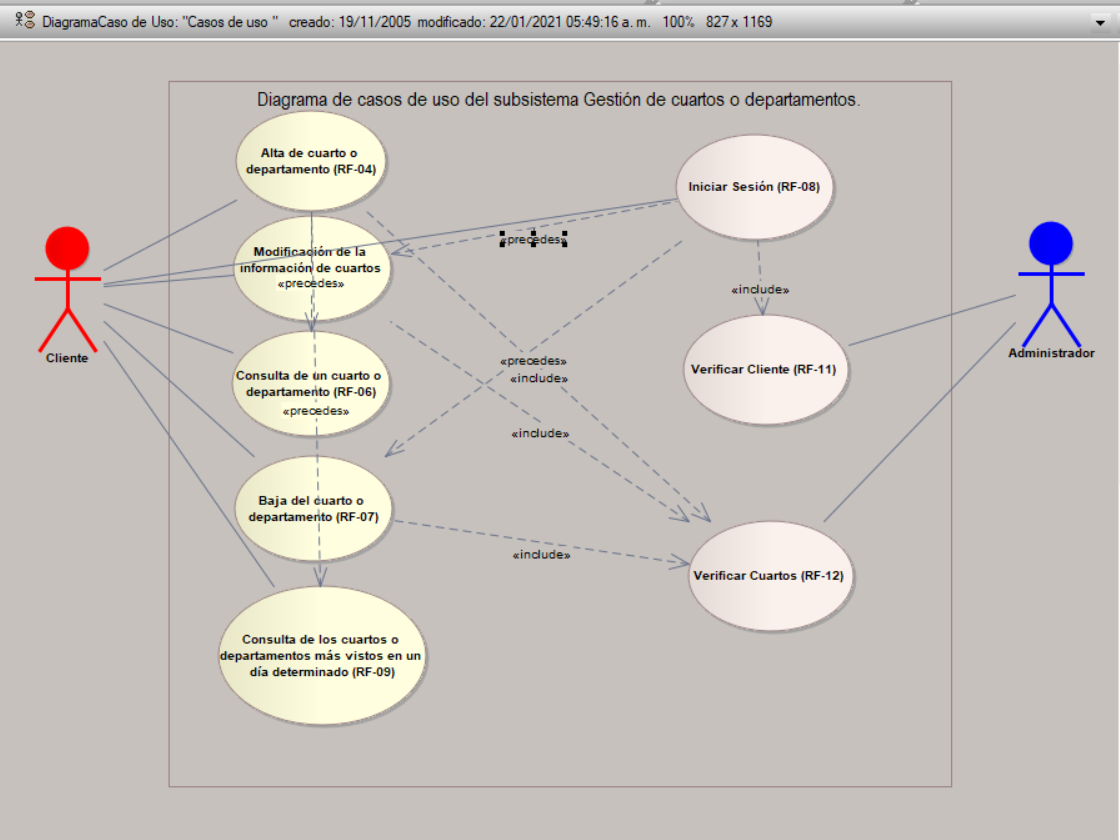 DiagramaCaso de Uso: "Casos de uso " creado: 19/11/2005 modificado: 22/01/2021 05:49:16 a. m. 100% 827 x 1169
Diagrama de casos de uso del subsistema Gestión de cuartos o departamentos.
Alta de cuarto o
departamento (RF-04)
Iniciar Sesión (RF-08)
«precedes»
Modificación de la
información de cuartos
«precedes»
«include»
Cliente
Administrador
«precedes»
«include»
Verificar Cliente (RF-11)
Consulta de un cuarto o
departamento (RF-06)
«precedes»
«include»
Baja del cuarto o
departamento (RF-07)
«include»
Verificar Cuartos (RF-12)
Consulta de los cuartos o
departamentos más vistos en un
día determinado (RF-09)